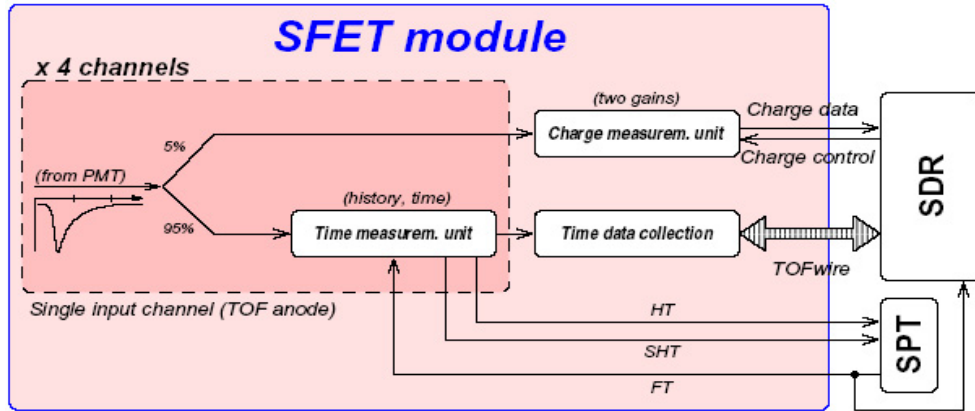 SFET module
x 4 channels
(two gains)
Charge data
Charge measurem. unit
5%
Charge control
(from PMT)
SDR
(history, time)
95%
Time measurem. unit
Time data collection
TOFwire
Single input channel (TOF anode)
HT
SHT
SPT
FT